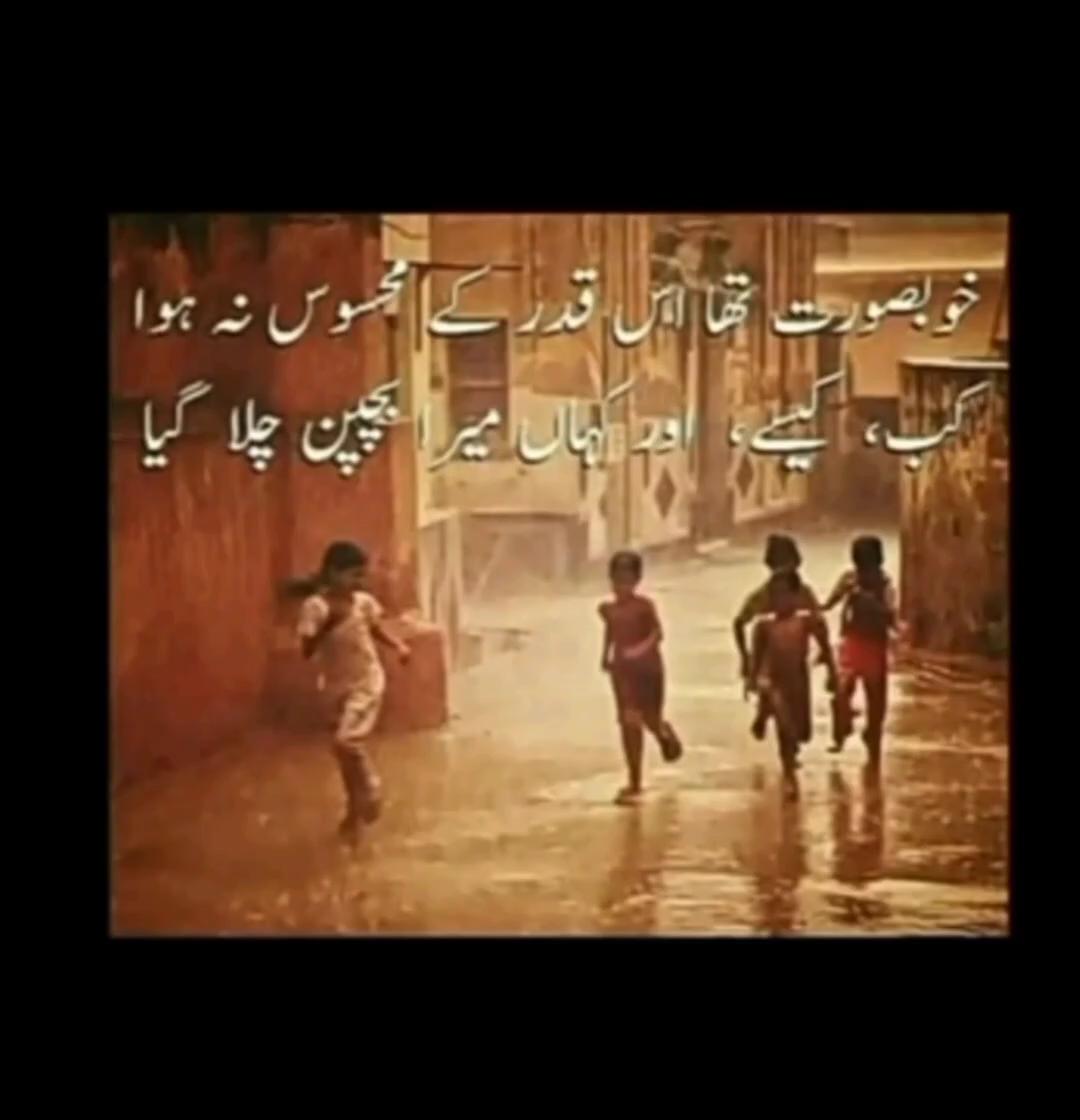 خوبصورت تھا اس قدر کے محسوس نہ ہوا
کب، کیسے، اور کہاں میرا بچپن چلا گیا